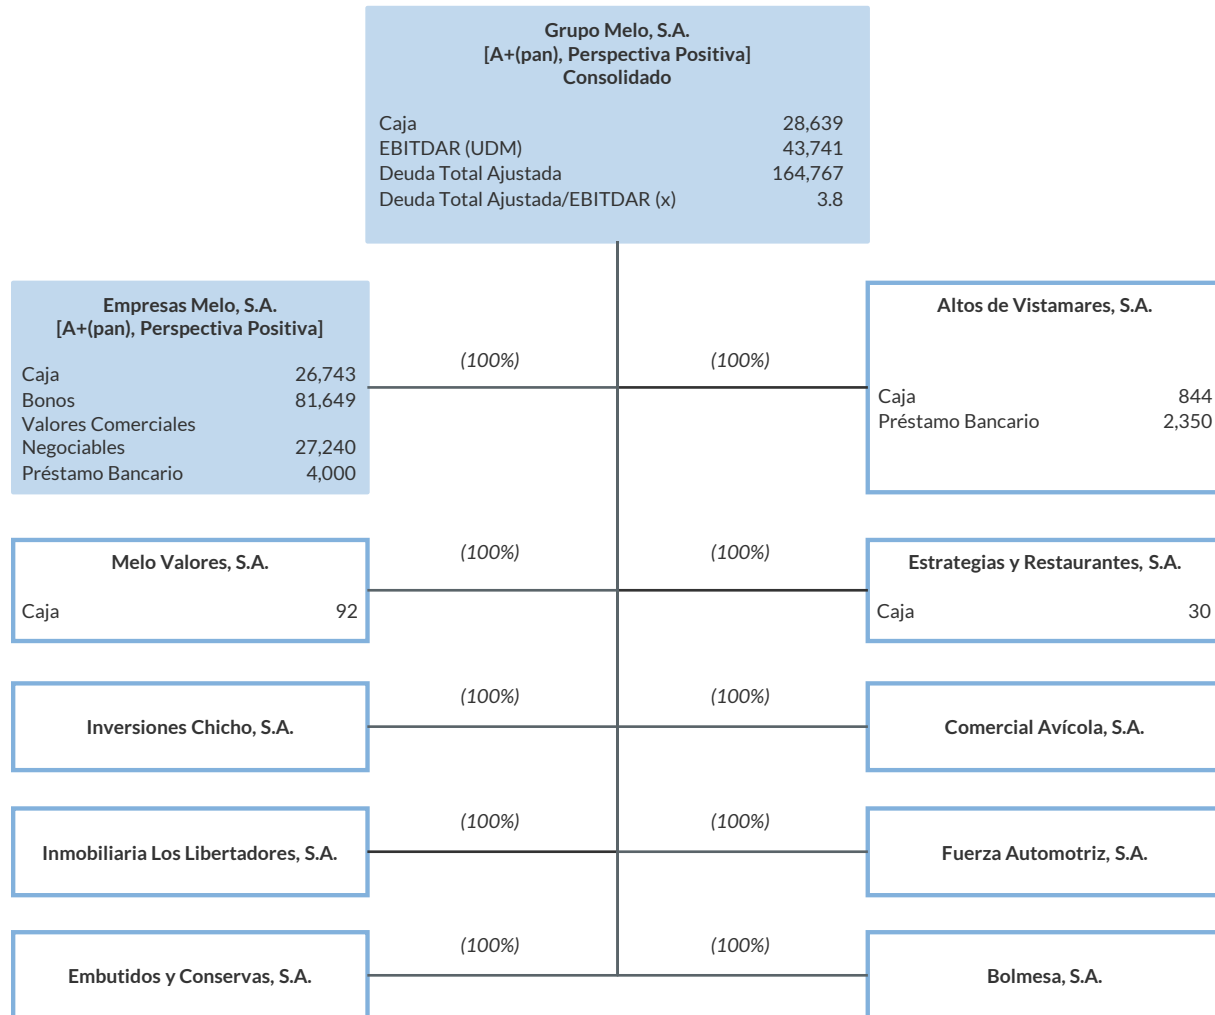 Grupo Melo, S.A.
[A+(pan), Perspectiva Positiva]
Consolidado
Caja 28,639
EBITDAR (UDM) 43,741
Deuda Total Ajustada 164,767
Deuda Total Ajustada/EBITDAR (x) 3.8
Empresas Melo, S.A.
[A+(pan), Perspectiva Positiva]
Caja 26,743
Bonos 81,649
Valores Comerciales
Negociables 27,240
Préstamo Bancario 4,000
(100%)
(100%)
Altos de Vistamares, S.A.
Caja 844
Préstamo Bancario 2,350
Melo Valores, S.A.
Caja 92
(100%)
(100%)
Estrategias y Restaurantes, S.A.
Caja 30
Inversiones Chicho, S.A.
(100%)
(100%)
Comercial Avícola, S.A.
Inmobiliaria Los Libertadores, S.A.
(100%)
(100%)
Fuerza Automotriz, S.A.
Embutidos y Conservas, S.A.
(100%)
(100%)
Bolmesa, S.A.